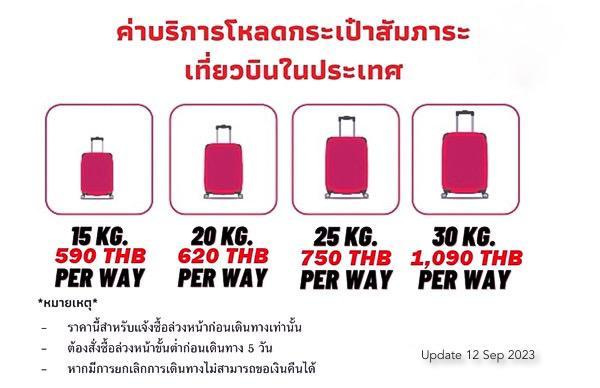 ค่าบริการโหลดกระเป๋าสัมภาระ
เที่ยวบินในประเทศ
15 KG.
590 THB
PER WAY
20 KG.
620 THB
PER WAY
25 KG.
750 THB
PER WAY
30 KG.
1,090 THB
PER WAY
*หมายเหตุ*
- ราคานี้สำหรับแจ้งซื้อล่วงหน้าก่อนเดินทางเท่านั้น
- ต้องสั่งซื้อล่วงหน้าขั้นต่ำก่อนเดินทาง 5 วัน
- หากมีการยกเลิกการเดินทางไม่สามารถขอเงินคืนได้
Update 12 Sep 2023